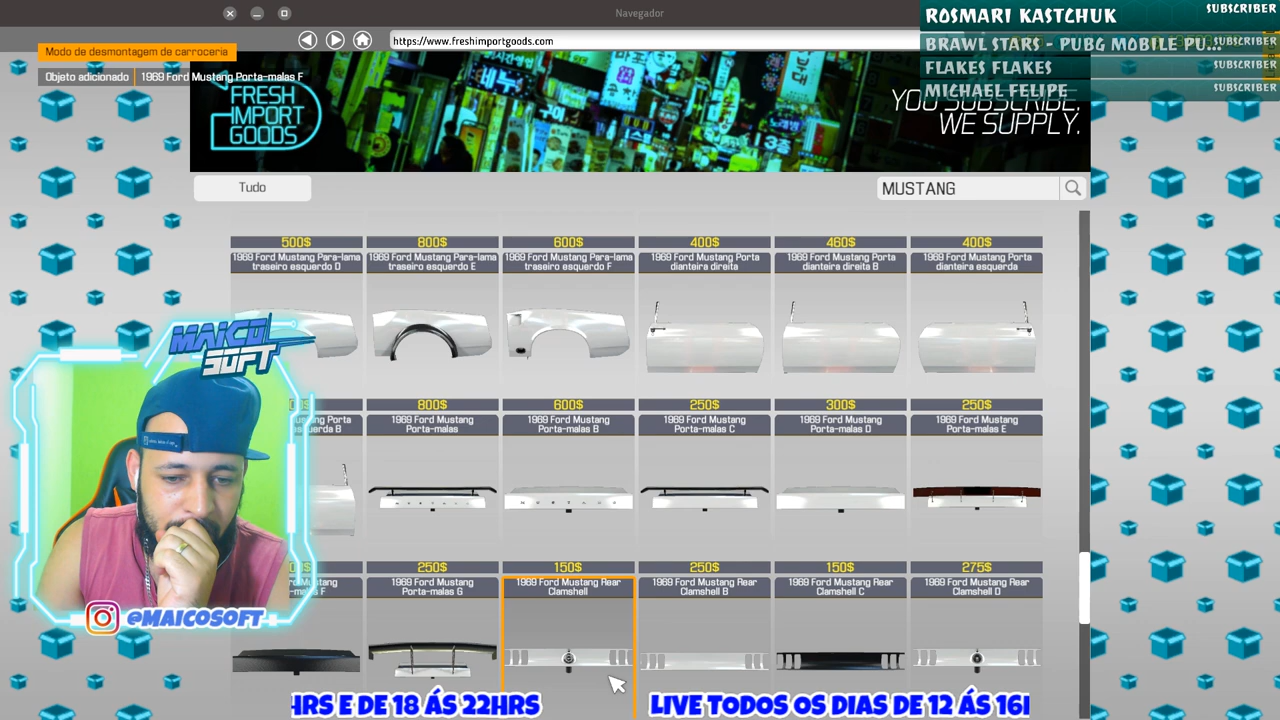 Navegador
https://www.freshimportgoods.com
Modo de desmontagem de carroceria
Objeto adicionado 1969 Ford Mustang Porta-malas F
ROSMARI KASTCHUK SUBSCRIBER
BRAWL STARS - PUBG MOBILE PU... SUBSCRIBER
FLAKES FLAKES SUBSCRIBER
MICHAEL FELIPE SUBSCRIBER
FRESH
IMPORT
GOODS
YOU SUBSCRIBE,
WE SUPPLY.
Tudo
MUSTANG
500$ 800$ 600$ 400$ 460$ 400$
1969 Ford Mustang Para-lama 1969 Ford Mustang Para-lama 1969 Ford Mustang Para-lama 1969 Ford Mustang Porta 1969 Ford Mustang Porta 1969 Ford Mustang Porta
traseiro esquerdo D traseiro esquerdo E traseiro esquerdo F dianteira direita dianteira direita B dianteira esquerda
800$ 600$ 250$ 300$ 250$
Porta 1969 Ford Mustang 1969 Ford Mustang 1969 Ford Mustang 1969 Ford Mustang 1969 Ford Mustang
B Porta-malas Porta-malas B Porta-malas C Porta-malas D Porta-malas E
250$ 150$ 250$ 150$ 275$
1969 Ford Mustang 1969 Ford Mustang Rear 1969 Ford Mustang Rear 1969 Ford Mustang Rear 1969 Ford Mustang Rear
F Porta-malas G Clamshell Clamshell B Clamshell C Clamshell D
MAICO
SOFT
@MAICOSOFT
HRS E DE 18 ÁS 22HRS LIVE TODOS OS DIAS DE 12 ÁS 16